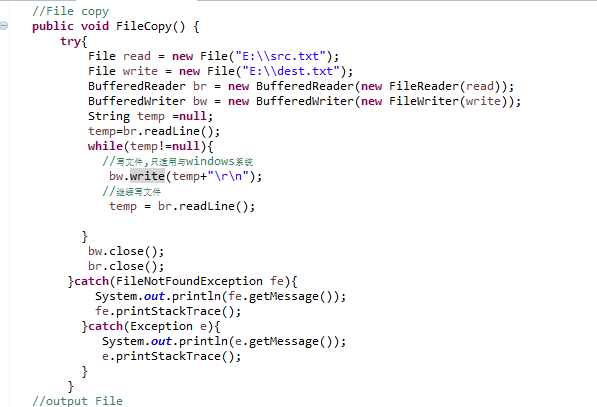 //File copy
public void FileCopy() {
try{
File read = new File("E:\\src.txt");
File write = new File("E:\\dest.txt");
BufferedReader br = new BufferedReader(new FileReader(read));
BufferedWriter bw = new BufferedWriter(new FileWriter(write));
String temp =null;
temp=br.readLine();
while(temp!=null){
//写文件,只适用与windows系统
bw.write(temp+"\r\n");
//继续写文件
temp = br.readLine();
}
bw.close();
br.close();
}catch(FileNotFoundException fe){
System.out.println(fe.getMessage());
fe.printStackTrace();
}catch(Exception e){
System.out.println(e.getMessage());
e.printStackTrace();
}
}
//output File